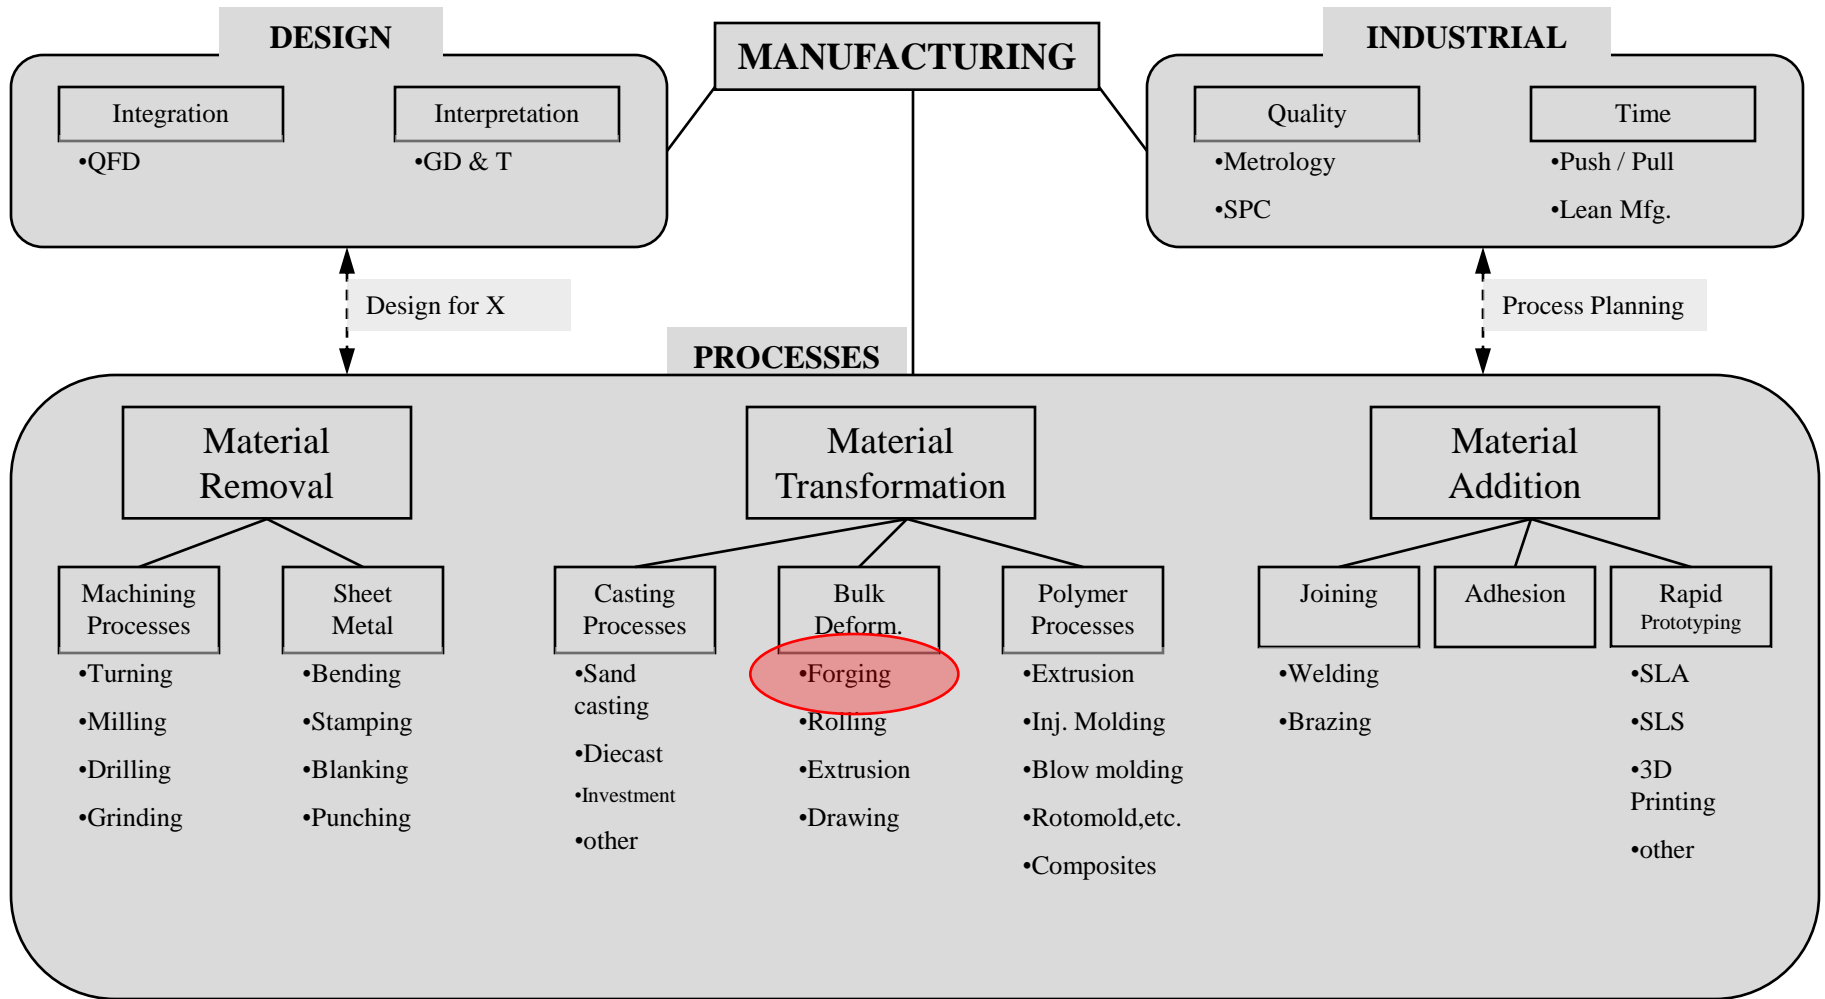 DESIGN
MANUFACTURING
INDUSTRIAL
Integration
Interpretation
•QFD
•GD & T
Quality
Time
•Metrology
•Push / Pull
•SPC
•Lean Mfg.
Design for X
Process Planning
PROCESSES
Material
Removal
Material
Transformation
Material
Addition
Machining
Processes
•Turning
•Milling
•Drilling
•Grinding
Sheet
Metal
•Bending
•Stamping
•Blanking
•Punching
Casting
Processes
•Sand
casting
•Diecast
•Investment
•other
Bulk
Deform.
•Forging
•Rolling
•Extrusion
•Drawing
Polymer
Processes
•Extrusion
•Inj. Molding
•Blow molding
•Rotomold,etc.
•Composites
Joining
•Welding
•Brazing
Adhesion
Rapid
Prototyping
•SLA
•SLS
•3D
Printing
•other